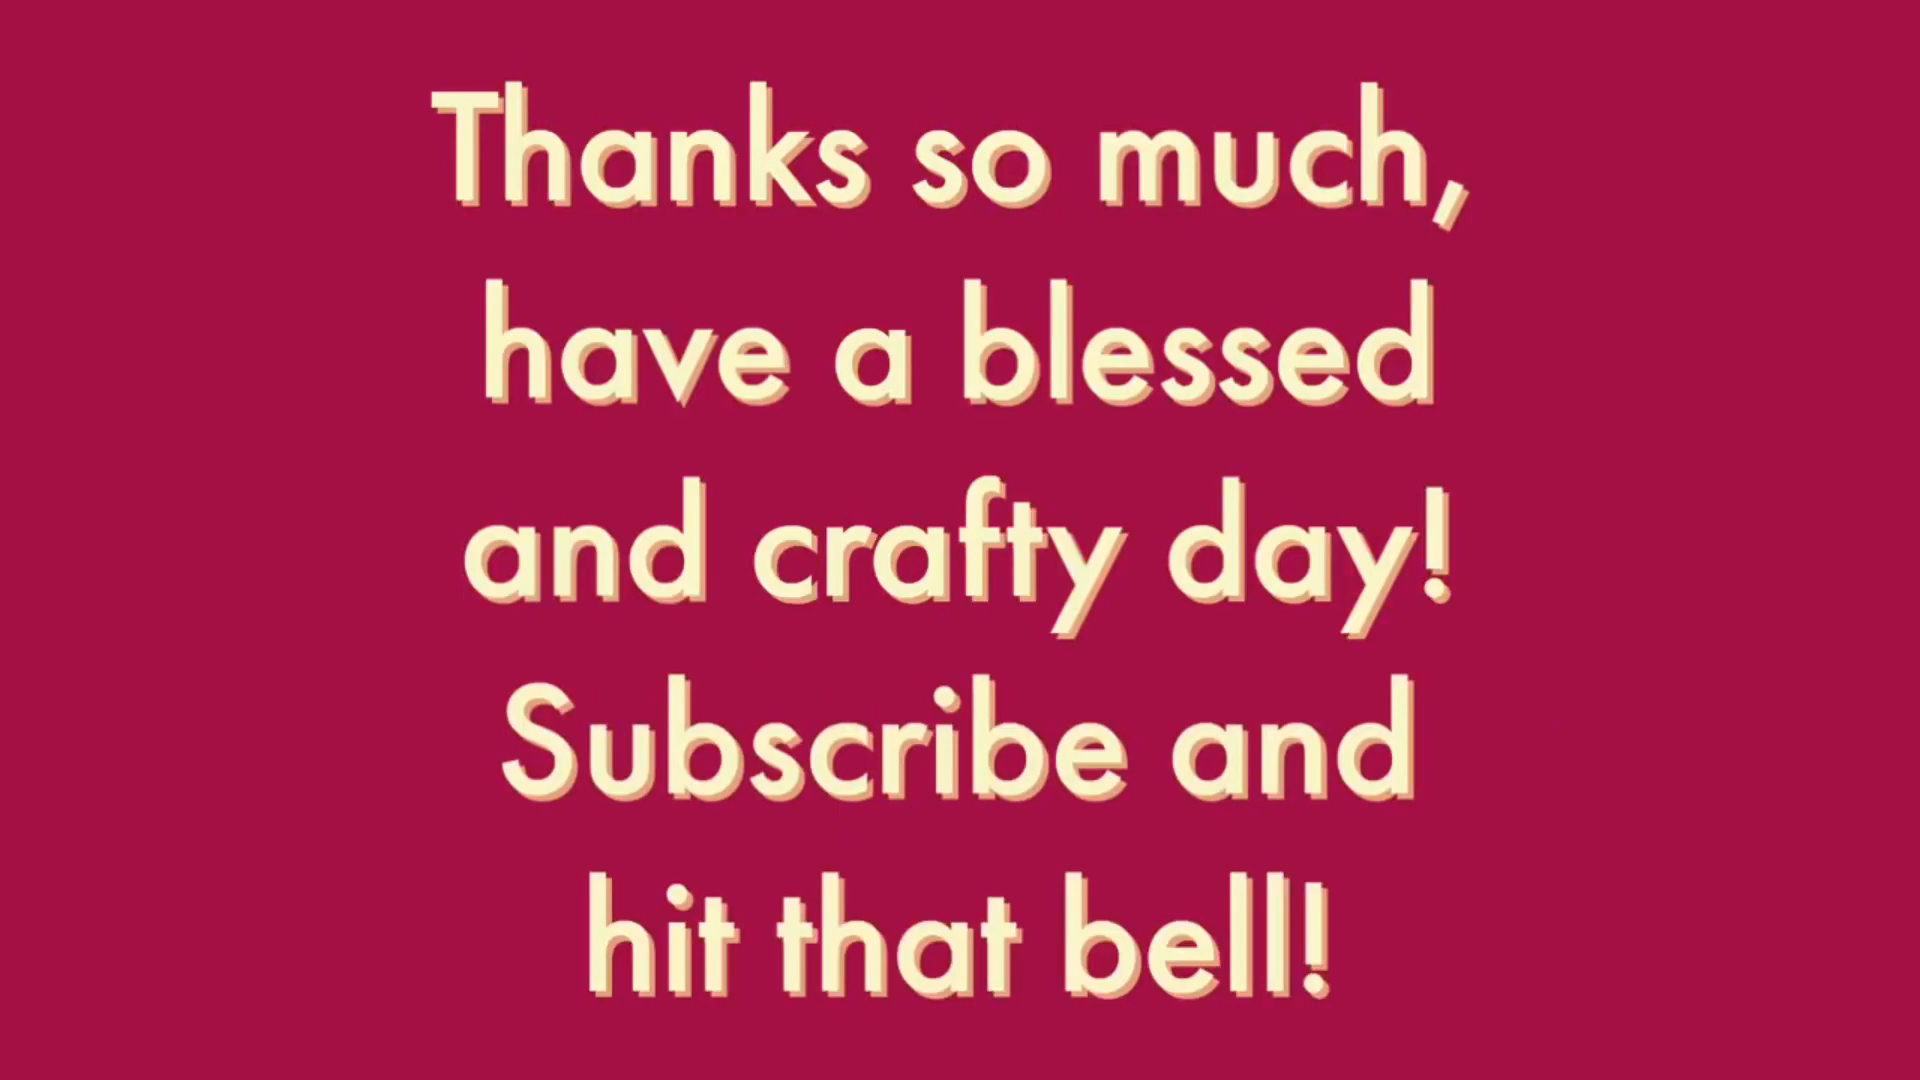 Thanks so much,
have a blessed
and crafty day!
Subscribe and
hit that bell!